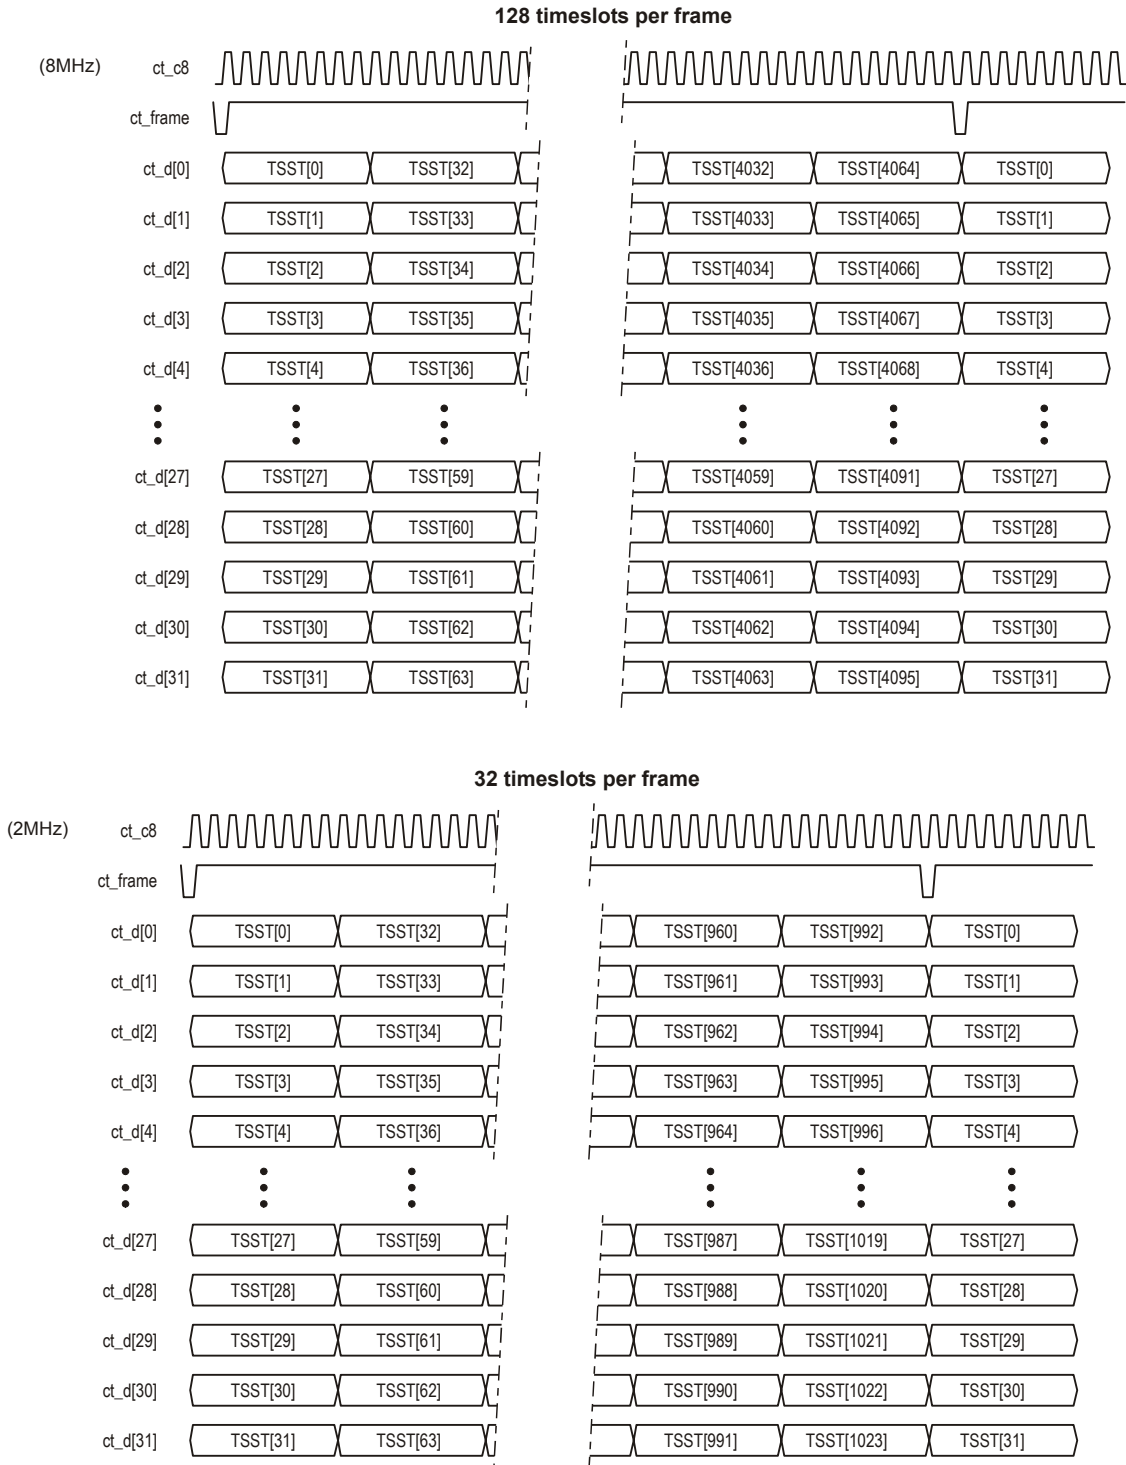 128 timeslots per frame
(8MHz) ct_c8
ct_frame
ct_d[0] TSST[0] TSST[32] TSST[4032] TSST[4064] TSST[0]
ct_d[1] TSST[1] TSST[33] TSST[4033] TSST[4065] TSST[1]
ct_d[2] TSST[2] TSST[34] TSST[4034] TSST[4066] TSST[2]
ct_d[3] TSST[3] TSST[35] TSST[4035] TSST[4067] TSST[3]
ct_d[4] TSST[4] TSST[36] TSST[4036] TSST[4068] TSST[4]
ct_d[27] TSST[27] TSST[59] TSST[4059] TSST[4091] TSST[27]
ct_d[28] TSST[28] TSST[60] TSST[4060] TSST[4092] TSST[28]
ct_d[29] TSST[29] TSST[61] TSST[4061] TSST[4093] TSST[29]
ct_d[30] TSST[30] TSST[62] TSST[4062] TSST[4094] TSST[30]
ct_d[31] TSST[31] TSST[63] TSST[4063] TSST[4095] TSST[31]
32 timeslots per frame
(2MHz) ct_c8
ct_frame
ct_d[0] TSST[0] TSST[32] TSST[960] TSST[992] TSST[0]
ct_d[1] TSST[1] TSST[33] TSST[961] TSST[993] TSST[1]
ct_d[2] TSST[2] TSST[34] TSST[962] TSST[994] TSST[2]
ct_d[3] TSST[3] TSST[35] TSST[963] TSST[995] TSST[3]
ct_d[4] TSST[4] TSST[36] TSST[964] TSST[996] TSST[4]
ct_d[27] TSST[27] TSST[59] TSST[987] TSST[1019] TSST[27]
ct_d[28] TSST[28] TSST[60] TSST[988] TSST[1020] TSST[28]
ct_d[29] TSST[29] TSST[61] TSST[989] TSST[1021] TSST[29]
ct_d[30] TSST[30] TSST[62] TSST[990] TSST[1022] TSST[30]
ct_d[31] TSST[31] TSST[63] TSST[991] TSST[1023] TSST[31]